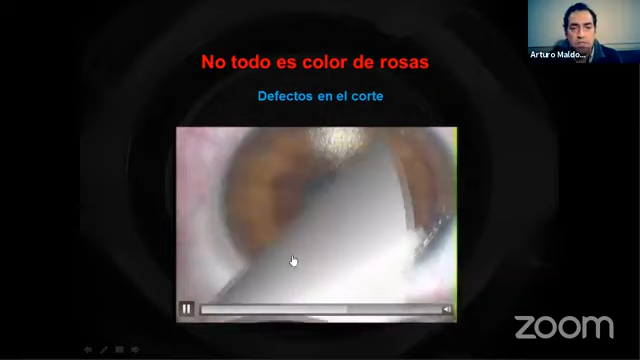 Arturo Maldo...
No todo es color de rosas
Defectos en el corte
zoom